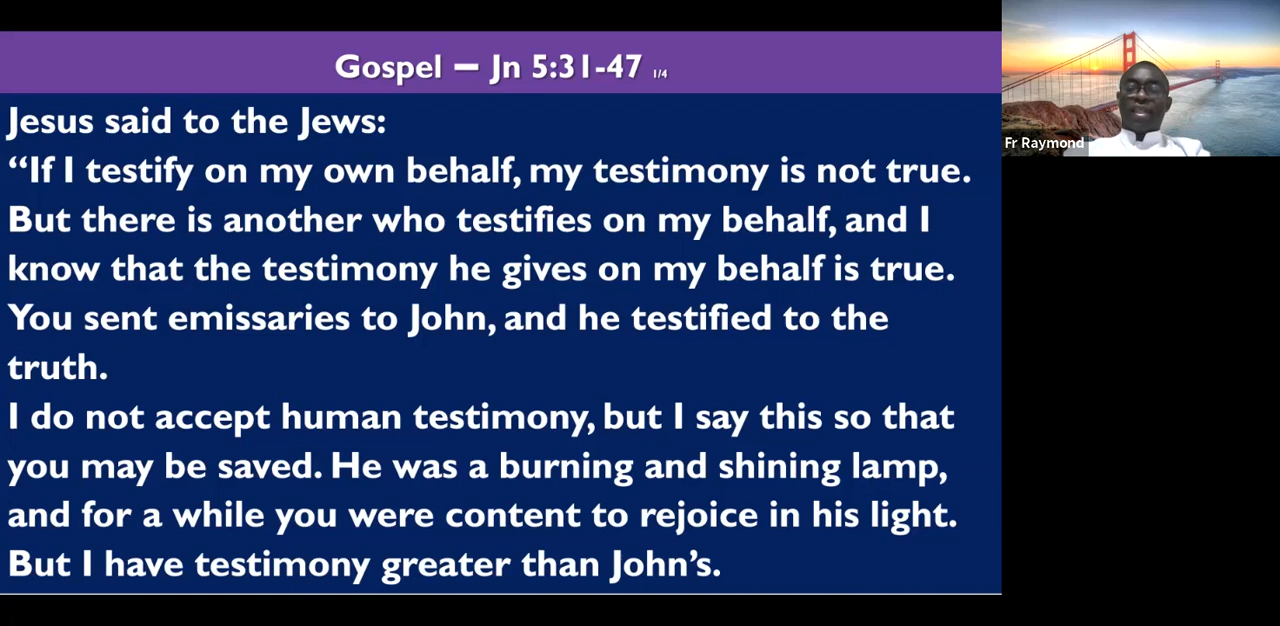 Gospel – Jn 5:31-47 1/4
Jesus said to the Jews:
“If I testify on my own behalf, my testimony is not true.
But there is another who testifies on my behalf, and I
know that the testimony he gives on my behalf is true.
You sent emissaries to John, and he testified to the
truth.
I do not accept human testimony, but I say this so that
you may be saved. He was a burning and shining lamp,
and for a while you were content to rejoice in his light.
But I have testimony greater than John’s.
Fr Raymond